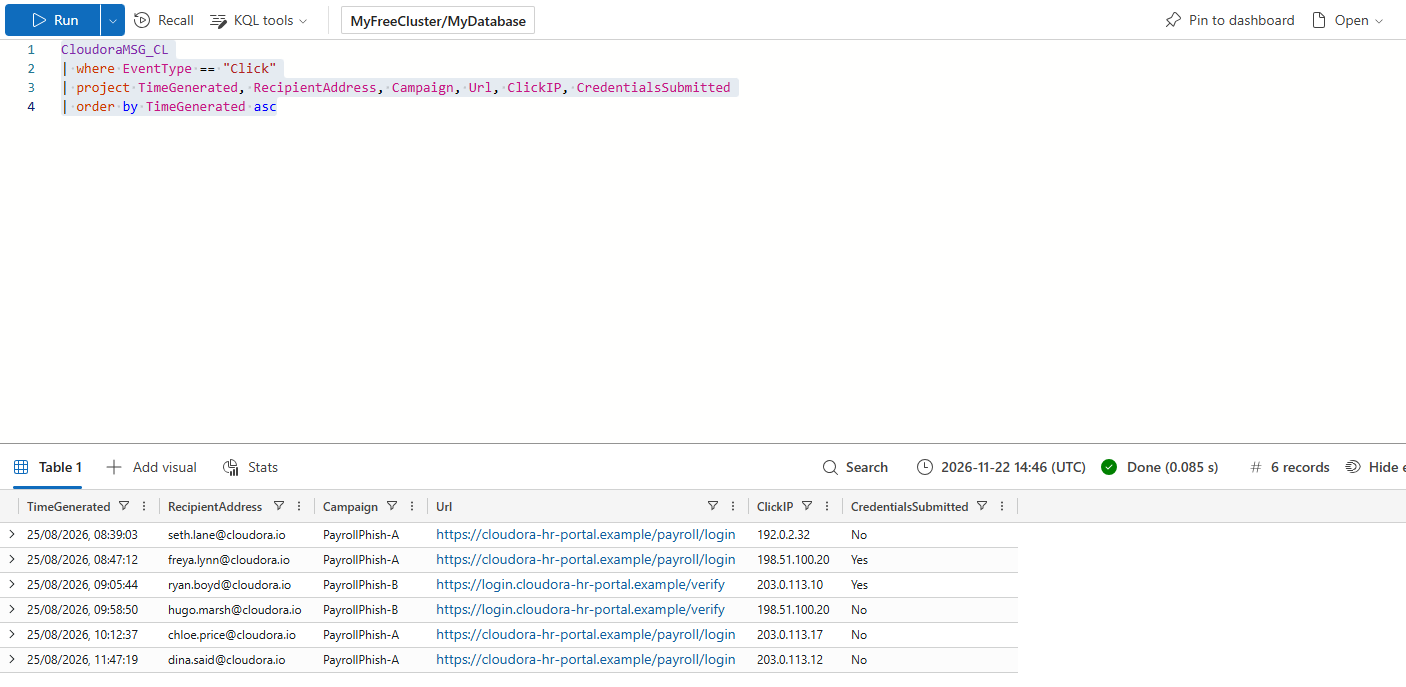 Run Recall KQL tools MyFreeCluster/MyDatabase Pin to dashboard Open
1 CloudoraMSG_CL
2 | where EventType == "Click"
3 | project TimeGenerated, RecipientAddress, Campaign, Url, ClickIP, CredentialsSubmitted
4 | order by TimeGenerated asc
Table 1 + Add visual Stats Search 2026-11-22 14:46 (UTC) Done (0.085 s) # 6 records Hide e
TimeGenerated RecipientAddress Campaign Url ClickIP CredentialsSubmitted
25/08/2026, 08:39:03 seth.lane@cloudora.io PayrollPhish-A https://cloudora-hr-portal.example/payroll/login 192.0.2.32 No
25/08/2026, 08:47:12 freya.lynn@cloudora.io PayrollPhish-A https://cloudora-hr-portal.example/payroll/login 198.51.100.20 Yes
25/08/2026, 09:05:44 ryan.boyd@cloudora.io PayrollPhish-B https://login.cloudora-hr-portal.example/verify 203.0.113.10 Yes
25/08/2026, 09:58:50 hugo.marsh@cloudora.io PayrollPhish-B https://login.cloudora-hr-portal.example/verify 198.51.100.20 No
25/08/2026, 10:12:37 chloe.price@cloudora.io PayrollPhish-A https://cloudora-hr-portal.example/payroll/login 203.0.113.17 No
25/08/2026, 11:47:19 dina.said@cloudora.io PayrollPhish-A https://cloudora-hr-portal.example/payroll/login 203.0.113.12 No